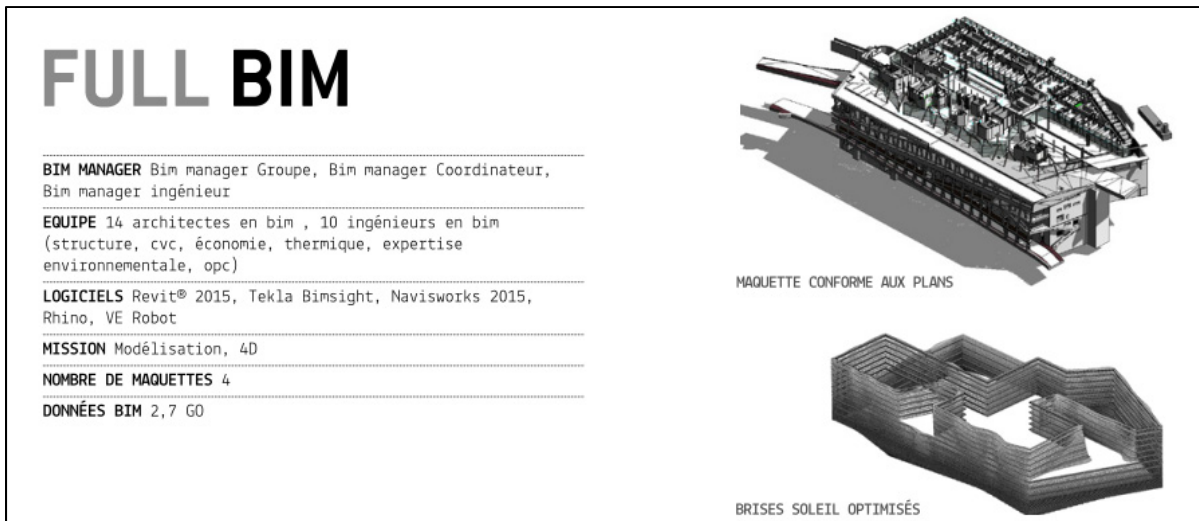 FULL BIM
BIM MANAGER Bim manager Groupe, Bim manager Coordinateur,
Bim manager ingénieur
EQUIPE 14 architectes en bim , 10 ingénieurs en bim
(structure, cvc, économie, thermique, expertise
environnementale, opc)
LOGICIELS Revit® 2015, Tekla Bimsight, Navisworks 2015,
Rhino, VE Robot
MISSION Modélisation, 4D
NOMBRE DE MAQUETTES 4
DONNÉES BIM 2,7 GO
MAQUETTE CONFORME AUX PLANS
BRISES SOLEIL OPTIMISÉS